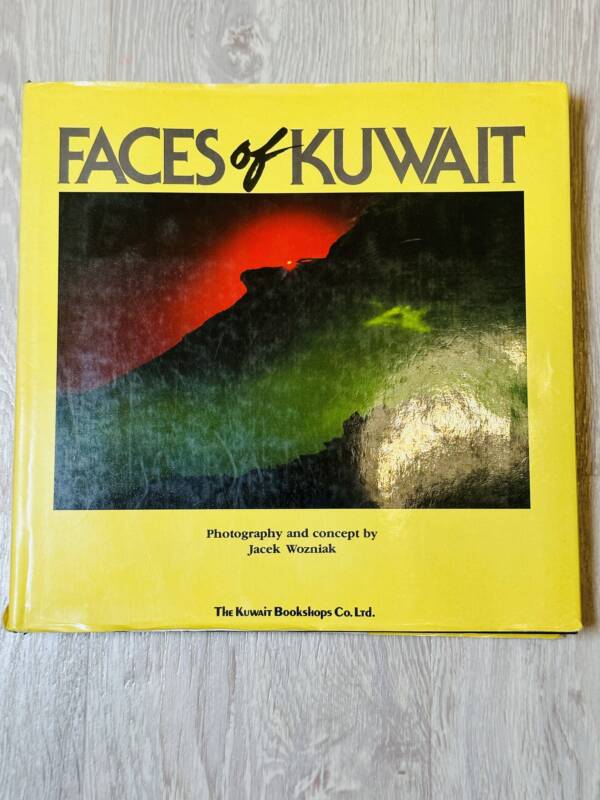 FACES of KUWAIT
Photography and concept by
Jacek Wozniak
The Kuwait Bookshops Co. Ltd.